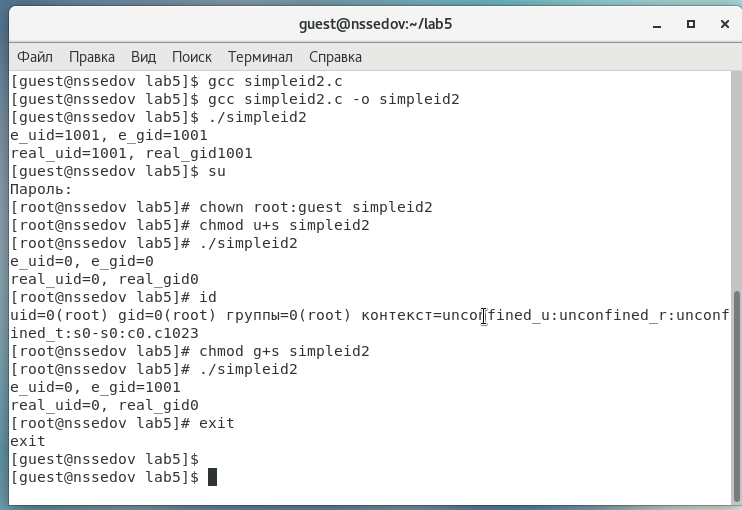 guest@nssedov:~/lab5
Файл Правка Вид Поиск Терминал Справка
[guest@nssedov lab5]$ gcc simpleid2.c
[guest@nssedov lab5]$ gcc simpleid2.c -o simpleid2
[guest@nssedov lab5]$ ./simpleid2
e_uid=1001, e_gid=1001
real_uid=1001, real_gid1001
[guest@nssedov lab5]$ su
Пароль:
[root@nssedov lab5]# chown root:guest simpleid2
[root@nssedov lab5]# chmod u+s simpleid2
[root@nssedov lab5]# ./simpleid2
e_uid=0, e_gid=0
real_uid=0, real_gid0
[root@nssedov lab5]# id
uid=0(root) gid=0(root) группы=0(root) контекст=unconfined_u:unconfined_r:unconf
ined_t:s0-s0:c0.c1023
[root@nssedov lab5]# chmod g+s simpleid2
[root@nssedov lab5]# ./simpleid2
e_uid=0, e_gid=1001
real_uid=0, real_gid0
[root@nssedov lab5]# exit
exit
[guest@nssedov lab5]$
[guest@nssedov lab5]$